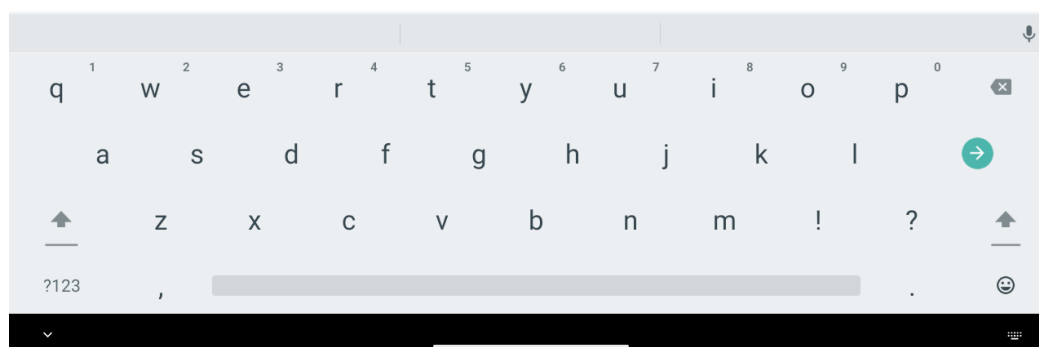 1 2 3 4 5 6 7 8 9 0
q w e r t y u i o p
a s d f g h j k l
z x c v b n m ! ?
?123 , .